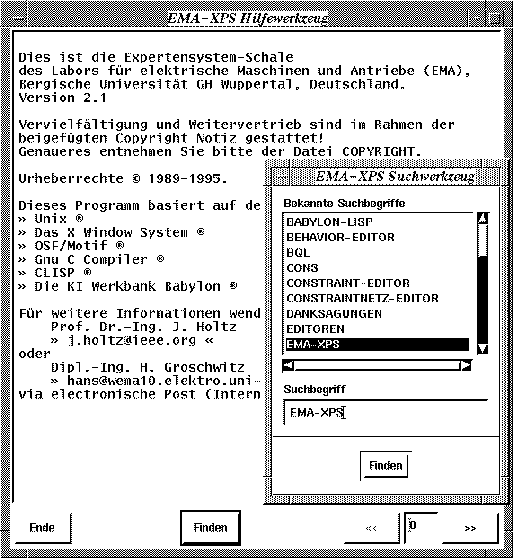 EMA-XPS Hilfewerkzeug
Dies ist die Expertensystem-Schale
des Labors für elektrische Maschinen und Antriebe (EMA),
Bergische Universität GH Wuppertal, Deutschland.
Version 2.1
Vervielfältigung und Weitervertrieb sind im Rahmen der
beigefügten Copyright Notiz gestattet!
Genaueres entnehmen Sie bitte der Datei COPYRIGHT.
Urheberrechte © 1989-1995.
Dieses Programm basiert auf de
» Unix ®
» Das X Window System ®
» OSF/Motif ®
» Gnu C Compiler ®
» CLISP ®
» Die KI Werkbank Babylon ®
Für weitere Informationen wend
Prof. Dr.-Ing. J. Holtz
» j.holtz@ieee.org «
oder
Dipl.-Ing. H. Groschwitz
» hans@wema10.elektro.uni-
via electronische Post (Intern
EMA-XPS Suchwerkzeug
Bekannte Suchbegriffe
BABYLON-LISP
BEHAVIOR-EDITOR
BQL
CONS
CONSTRAINT-EDITOR
CONSTRAINTNETZ-EDITOR
DANKSAGUNGEN
EDITOREN
EMA-XPS
Suchbegriff
EMA-XPS
Finden
Ende
Finden
<<
0
>>